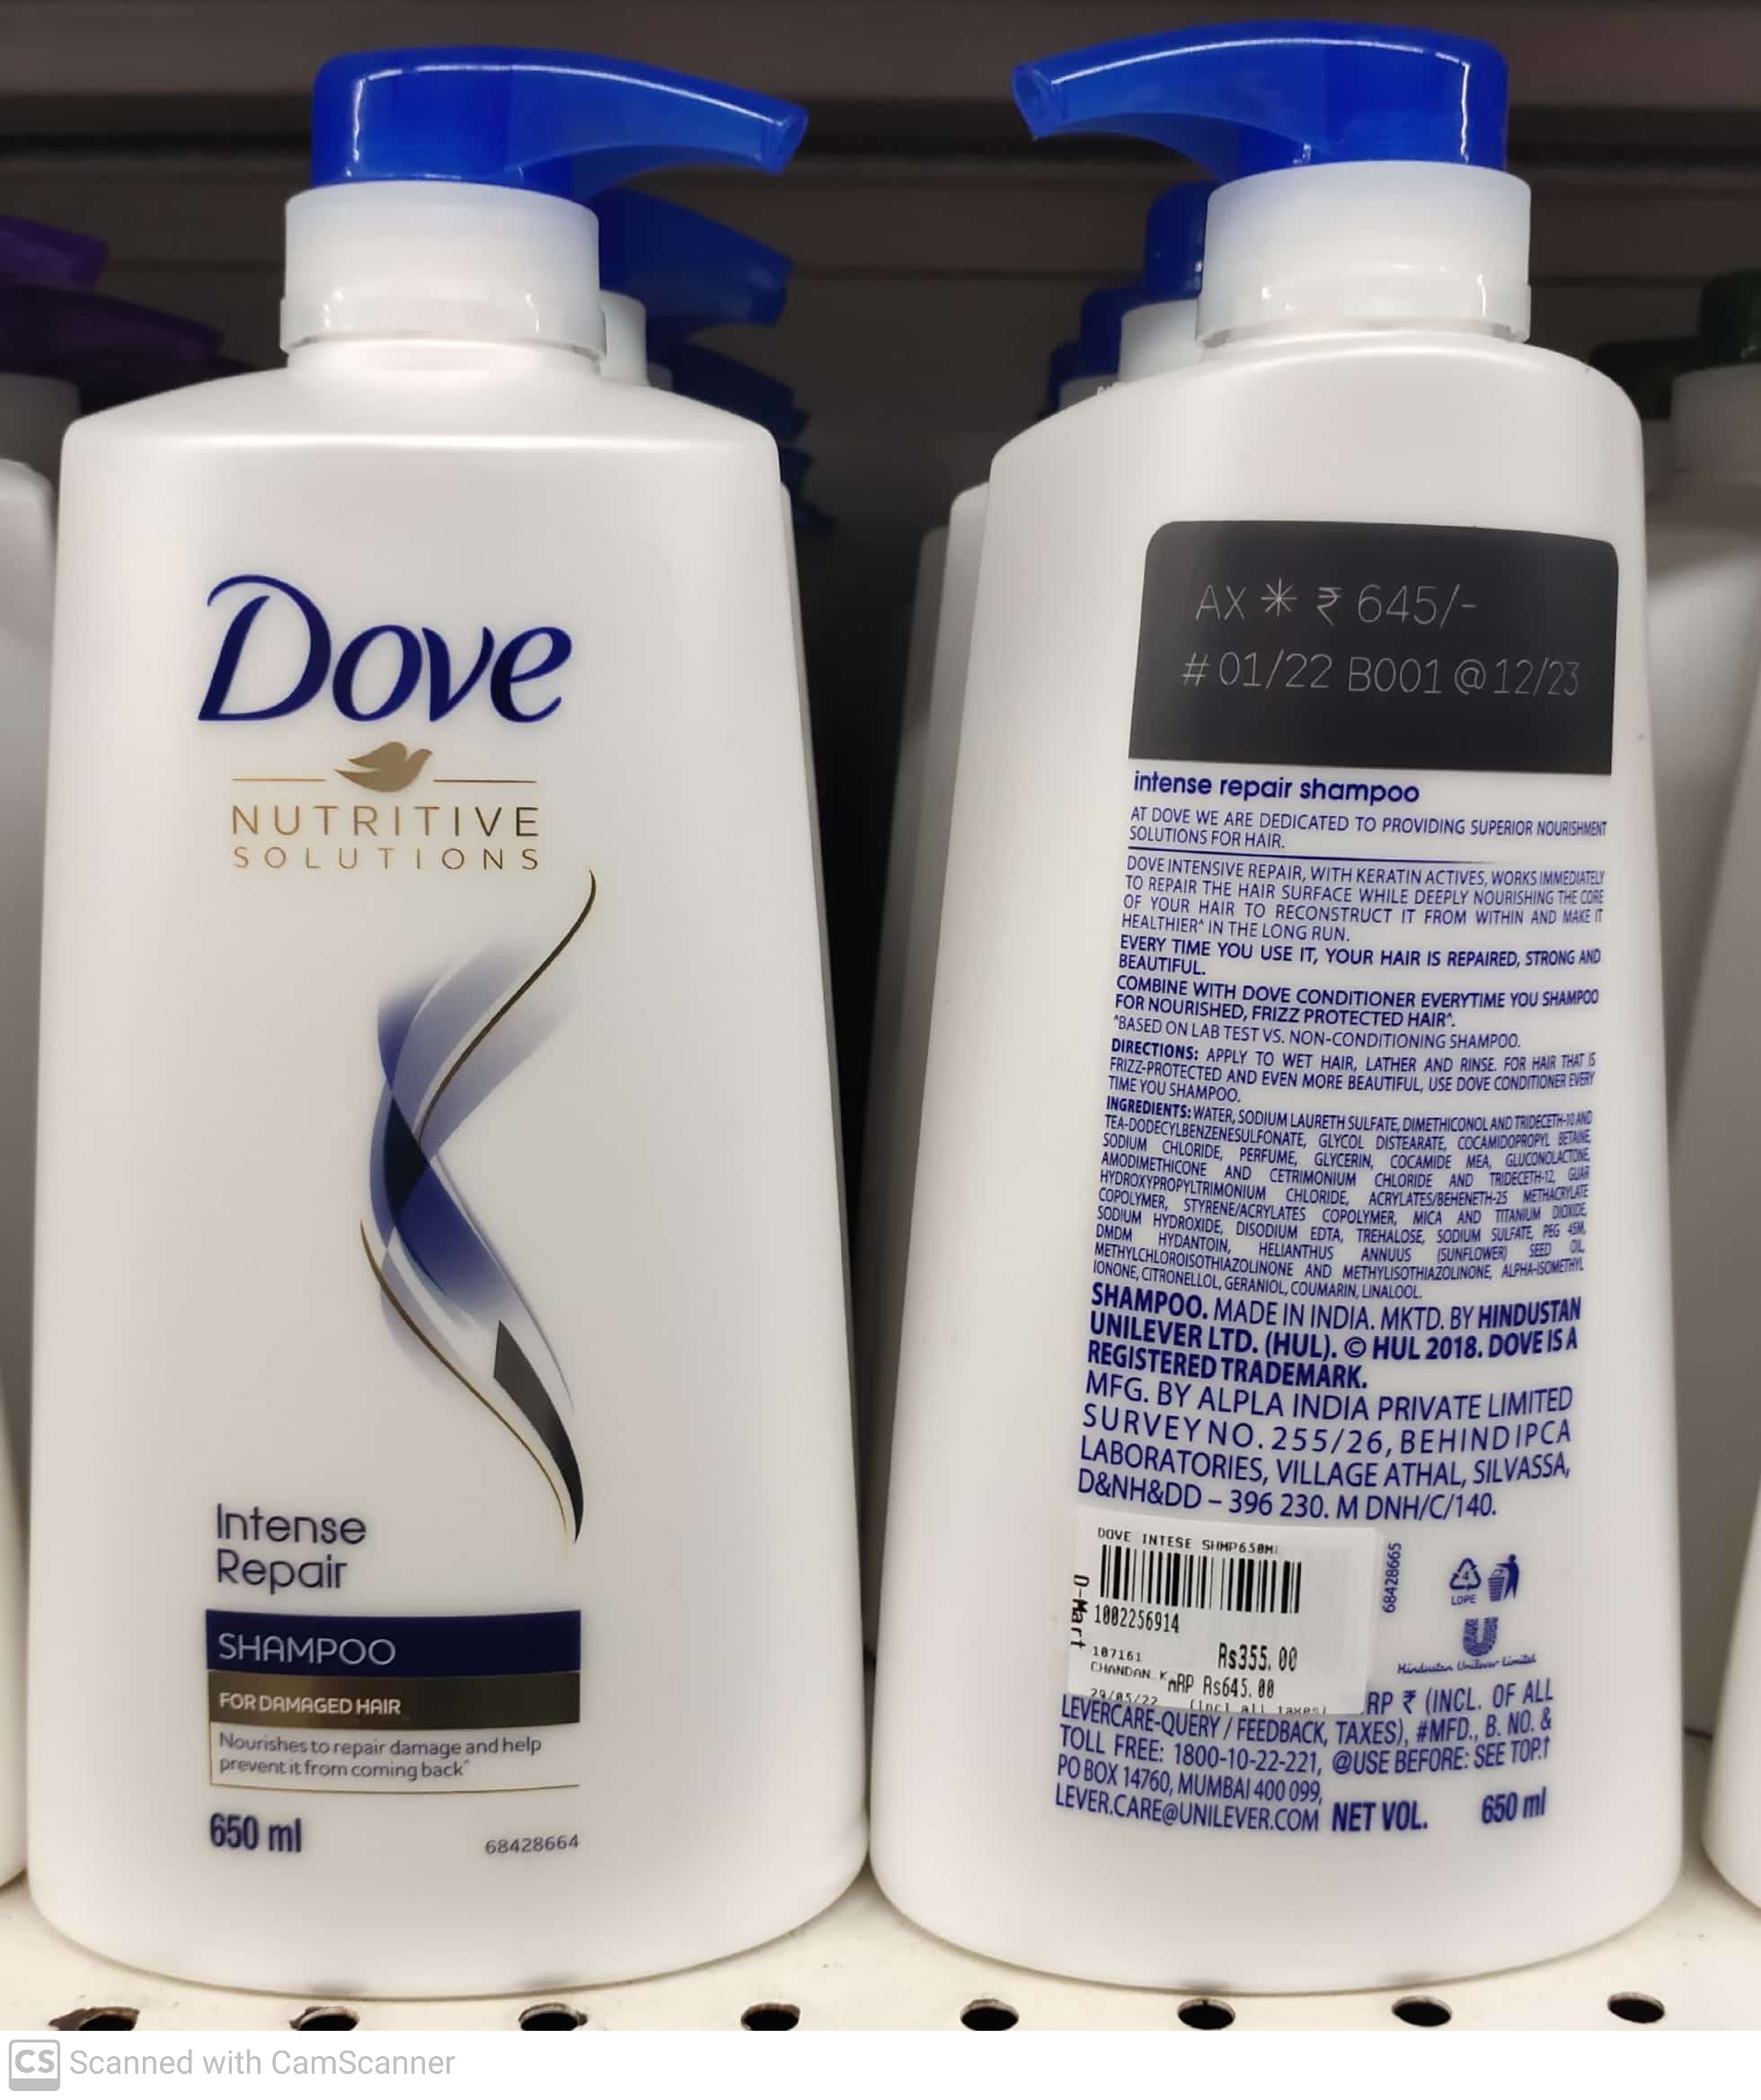 Dove
NUTRITIVE
SOLUTIONS
Intense
Repair
SHAMPOO
FOR DAMAGED HAIR
Nourishes to repair damage and help
prevent it from coming back^
650 ml
68428664
AX * ₹ 645/-
# 01/22 B001 @ 12/23
intense repair shampoo
AT DOVE WE ARE DEDICATED TO PROVIDING SUPERIOR NOURISHMENT
SOLUTIONS FOR HAIR.
DOVE INTENSIVE REPAIR, WITH KERATIN ACTIVES, WORKS IMMEDIATELY
TO REPAIR THE HAIR SURFACE WHILE DEEPLY NOURISHING THE CORE
OF YOUR HAIR TO RECONSTRUCT IT FROM WITHIN AND MAKE IT
HEALTHIER^ IN THE LONG RUN.
EVERY TIME YOU USE IT, YOUR HAIR IS REPAIRED, STRONG AND
BEAUTIFUL.
COMBINE WITH DOVE CONDITIONER EVERYTIME YOU SHAMPOO
FOR NOURISHED, FRIZZ PROTECTED HAIR^.
^BASED ON LAB TEST VS. NON-CONDITIONING SHAMPOO.
DIRECTIONS: APPLY TO WET HAIR, LATHER AND RINSE. FOR HAIR THAT IS
FRIZZ-PROTECTED AND EVEN MORE BEAUTIFUL, USE DOVE CONDITIONER EVERY
TIME YOU SHAMPOO.
INGREDIENTS: WATER, SODIUM LAURETH SULFATE, DIMETHICONOL AND TRIDECETH-10 AND
TEA-DODECYLBENZENESULFONATE, GLYCOL DISTEARATE, COCAMIDOPROPYL BETAINE,
SODIUM CHLORIDE, PERFUME, GLYCERIN, COCAMIDE MEA, GLUCONOLACTONE,
AMODIMETHICONE AND CETRIMONIUM CHLORIDE AND TRIDECETH-12, GUAR
HYDROXYPROPYLTRIMONIUM CHLORIDE, ACRYLATES/BEHENETH-25 METHACRYLATE
COPOLYMER, STYRENE/ACRYLATES COPOLYMER, MICA AND TITANIUM DIOXIDE,
SODIUM HYDROXIDE, DISODIUM EDTA, TREHALOSE, SODIUM SULFATE, PEG 45M,
DMDM HYDANTOIN, HELIANTHUS ANNUUS (SUNFLOWER) SEED OIL,
METHYLCHLOROISOTHIAZOLINONE AND METHYLISOTHIAZOLINONE, ALPHA-ISOMETHYL
IONONE, CITRONELLOL, GERANIOL, COUMARIN, LINALOOL.
SHAMPOO. MADE IN INDIA. MKTD. BY HINDUSTAN
UNILEVER LTD. (HUL). © HUL 2018. DOVE IS A
REGISTERED TRADEMARK.
MFG. BY ALPLA INDIA PRIVATE LIMITED
SURVEY NO. 255/26, BEHIND IPCA
LABORATORIES, VILLAGE ATHAL, SILVASSA,
D&NH&DD – 396 230. M DNH/C/140.
DOVE INTESE SHMP650ML
D-Mart
1002256914
107161
Rs355.00
CHANDAN.K
MRP Rs645.00
29/05/22 (incl all taxes)
68428665
4
LDPE
Hindustan Unilever Limited
RP ₹ (INCL. OF ALL
LEVERCARE-QUERY / FEEDBACK, TAXES), #MFD., B. NO. &
TOLL FREE: 1800-10-22-221, @USE BEFORE: SEE TOP.↑
PO BOX 14760, MUMBAI 400 099,
LEVER.CARE@UNILEVER.COM NET VOL. 650 ml
CS Scanned with CamScanner